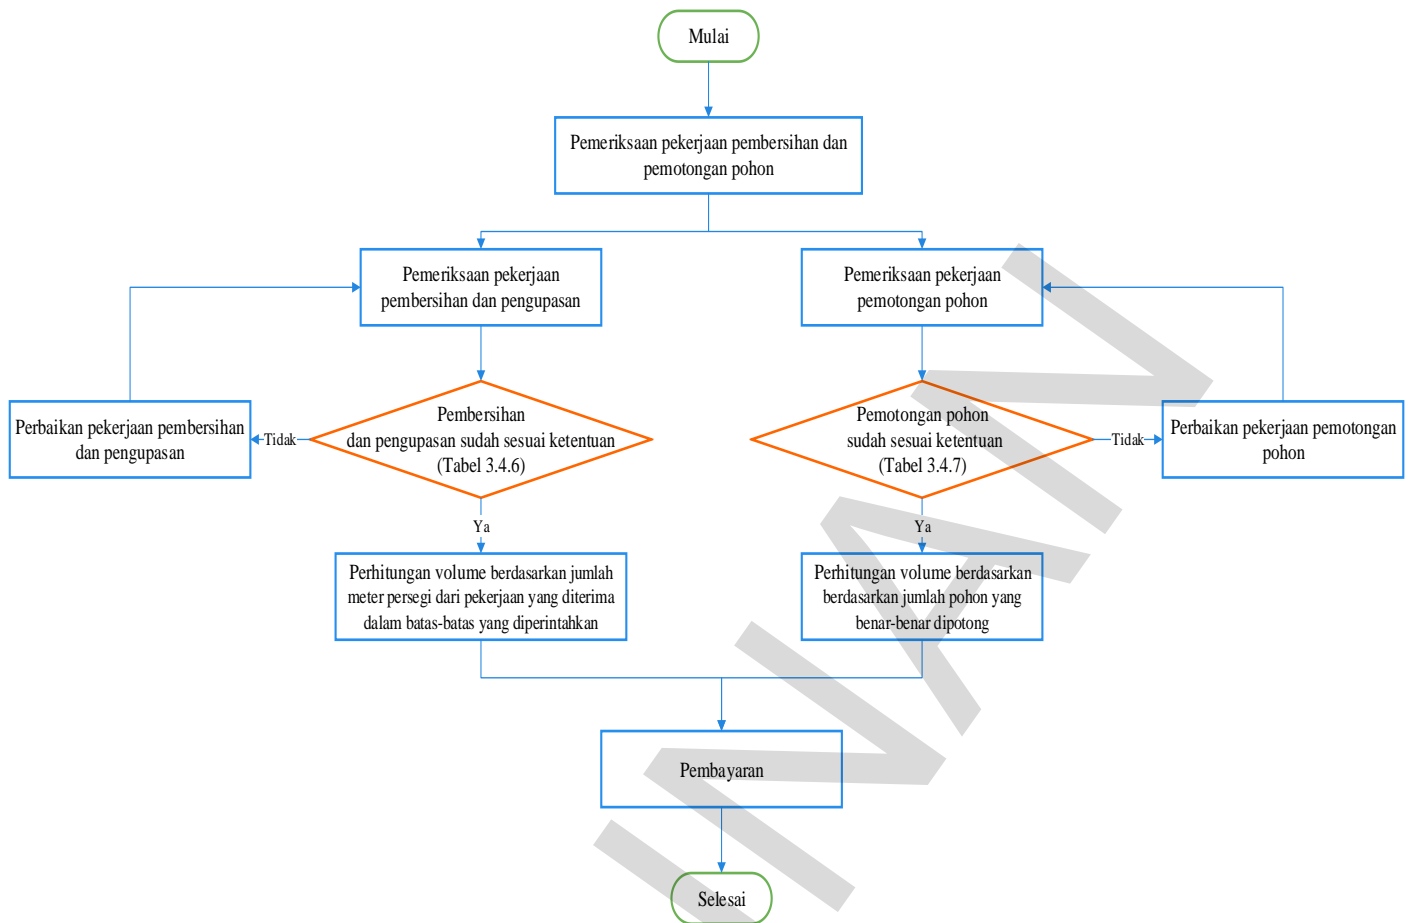 Mulai
Pemeriksaan pekerjaan pembersihan dan
pemotongan pohon
Pemeriksaan pekerjaan
pembersihan dan pengupasan
Pemeriksaan pekerjaan
pemotongan pohon
Perbaikan pekerjaan pembersihan
dan pengupasan
Tidak
Pembersihan
dan pengupasan sudah sesuai ketentuan
(Tabel 3.4.6)
Pemotongan pohon
sudah sesuai ketentuan
(Tabel 3.4.7)
Tidak
Perbaikan pekerjaan pemotongan
pohon
Ya
Ya
Perhitungan volume berdasarkan jumlah
meter persegi dari pekerjaan yang diterima
dalam batas-batas yang diperintahkan
Perhitungan volume berdasarkan
berdasarkan jumlah pohon yang
benar-benar dipotong
Pembayaran
Selesai